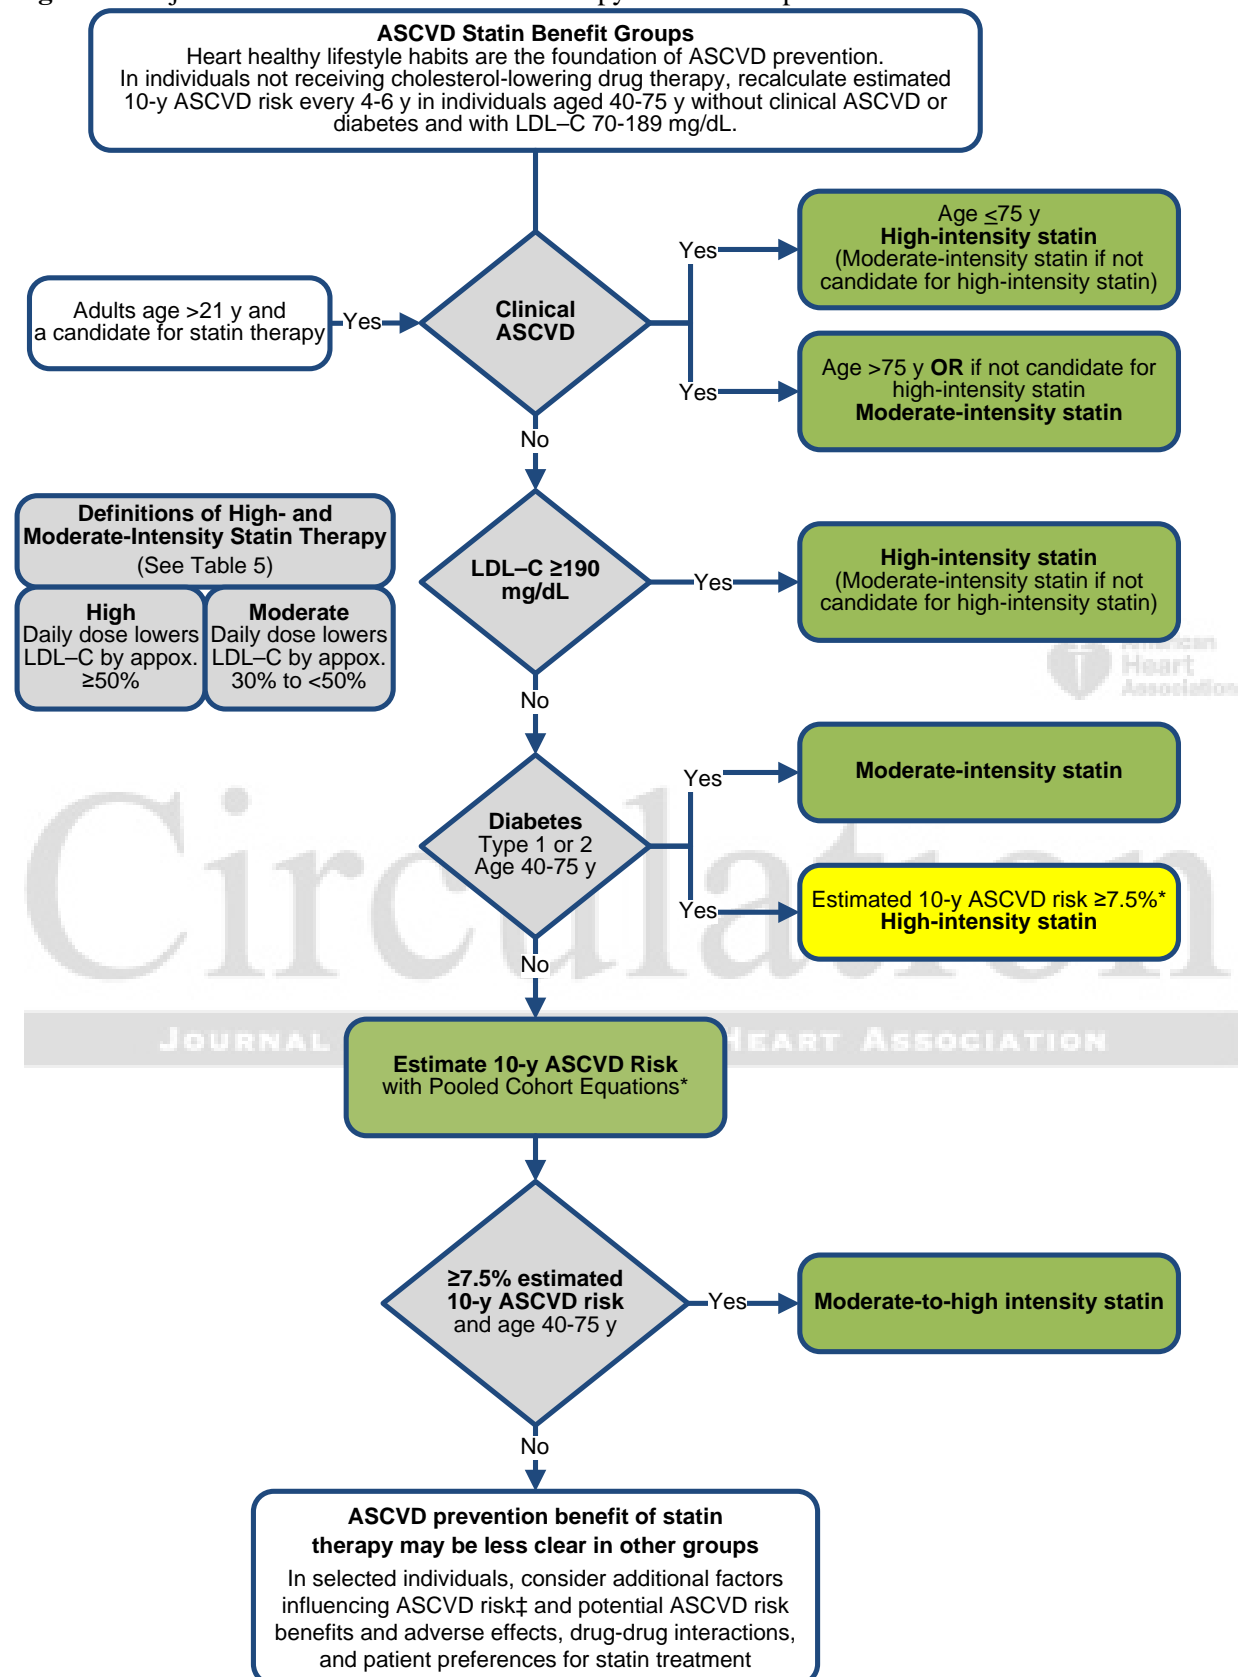 ASCVD Statin Benefit Groups
Heart healthy lifestyle habits are the foundation of ASCVD prevention.
In individuals not receiving cholesterol-lowering drug therapy, recalculate estimated
10-y ASCVD risk every 4-6 y in individuals aged 40-75 y without clinical ASCVD or
diabetes and with LDL–C 70-189 mg/dL.
Adults age >21 y and
a candidate for statin therapy
Yes
Clinical
ASCVD
Yes
Age ≤75 y
High-intensity statin
(Moderate-intensity statin if not
candidate for high-intensity statin)
Yes
Age >75 y OR if not candidate for
high-intensity statin
Moderate-intensity statin
No
Definitions of High- and
Moderate-Intensity Statin Therapy
(See Table 5)
High
Daily dose lowers
LDL–C by appox.
≥50%
Moderate
Daily dose lowers
LDL–C by appox.
30% to <50%
LDL–C ≥190
mg/dL
Yes
High-intensity statin
(Moderate-intensity statin if not
candidate for high-intensity statin)
American
Heart
Association
No
Diabetes
Type 1 or 2
Age 40-75 y
Yes
Moderate-intensity statin
Yes
Estimated 10-y ASCVD risk ≥7.5%*
High-intensity statin
Circulation
No
JOURNAL HEART ASSOCIATION
Estimate 10-y ASCVD Risk
with Pooled Cohort Equations*
≥7.5% estimated
10-y ASCVD risk
and age 40-75 y
Yes
Moderate-to-high intensity statin
No
ASCVD prevention benefit of statin
therapy may be less clear in other groups
In selected individuals, consider additional factors
influencing ASCVD risk‡ and potential ASCVD risk
benefits and adverse effects, drug-drug interactions,
and patient preferences for statin treatment